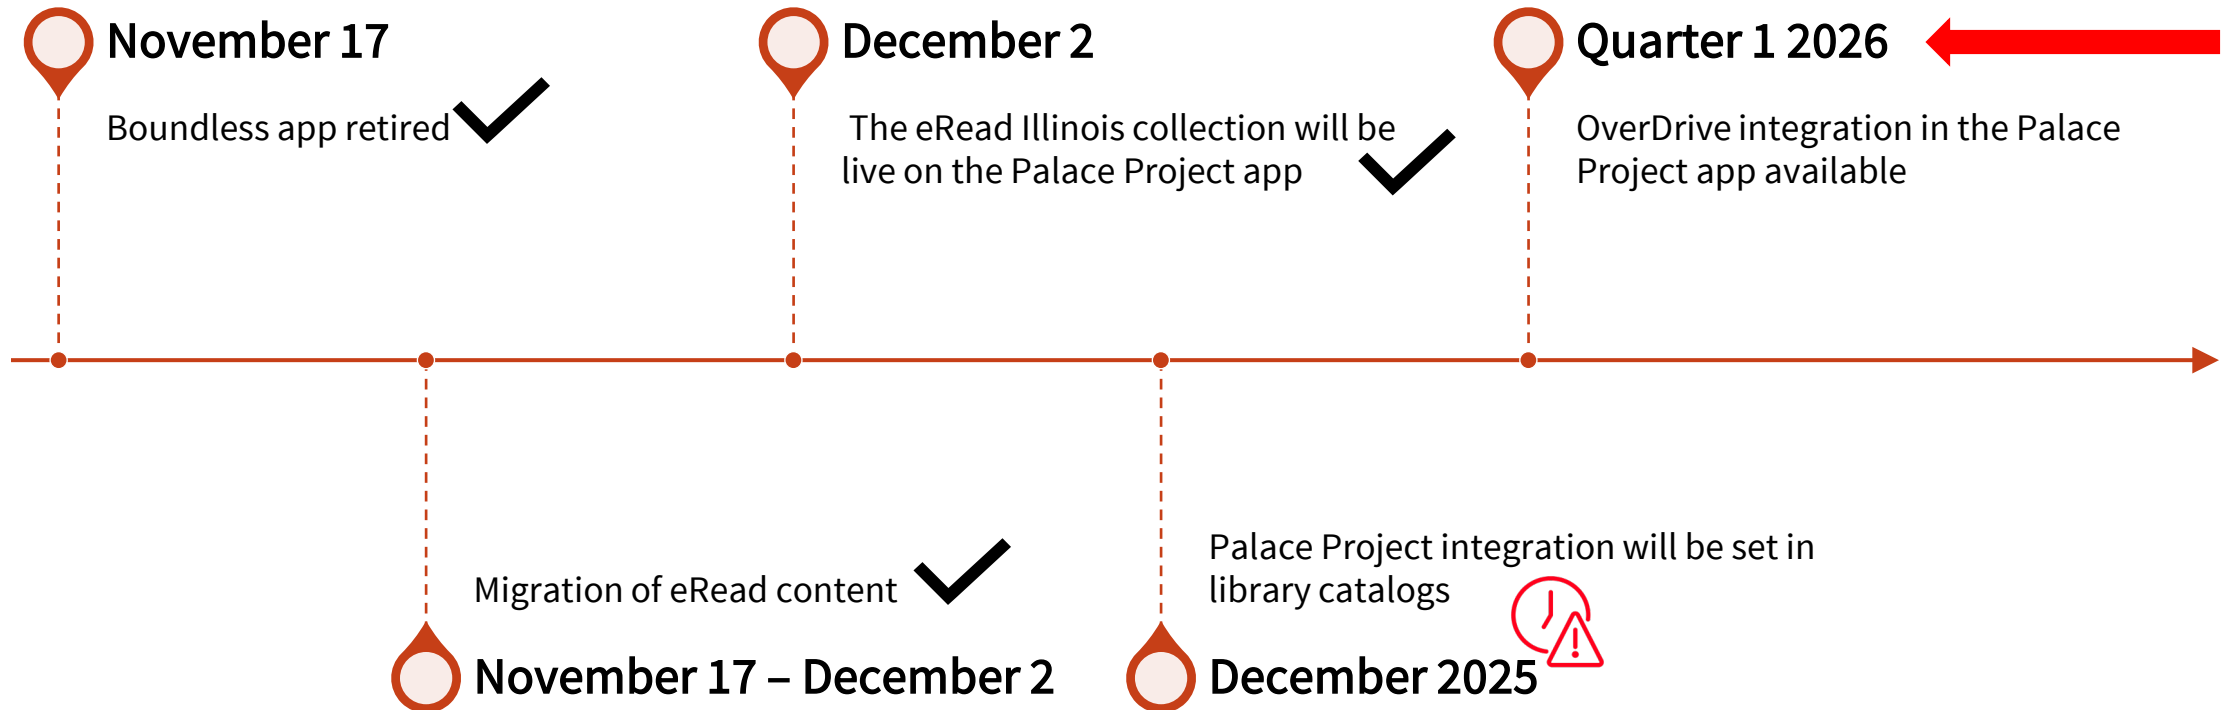 November 17
Boundless app retired
December 2
The eRead Illinois collection will be
live on the Palace Project app
Quarter 1 2026
OverDrive integration in the Palace
Project app available
Migration of eRead content
November 17 – December 2
Palace Project integration will be set in
library catalogs
December 2025